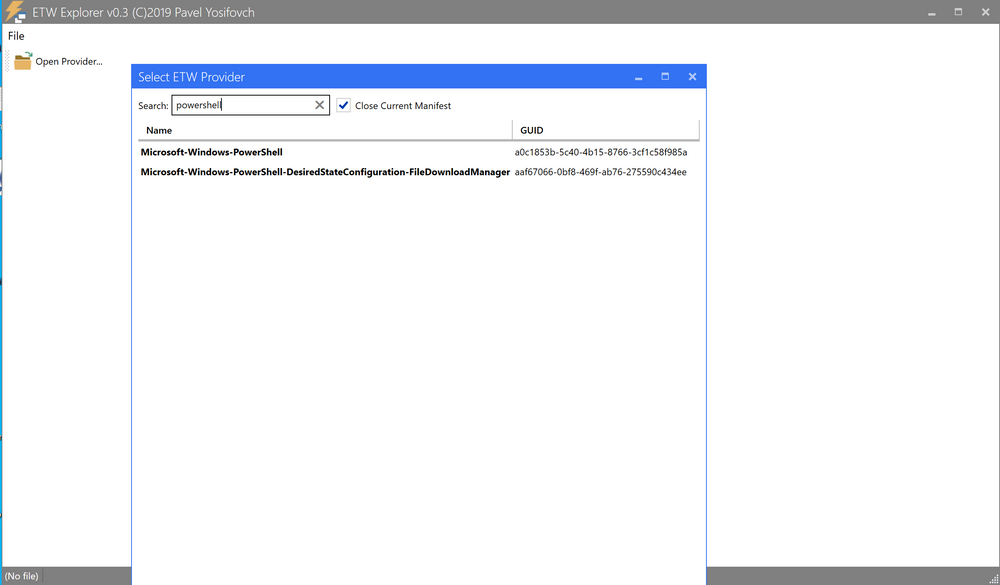 ETW Explorer v0.3 (C)2019 Pavel Yosifovch
File
Open Provider...
Select ETW Provider
Search: powershell
Close Current Manifest
Name GUID
Microsoft-Windows-PowerShell a0c1853b-5c40-4b15-8766-3cf1c58f985a
Microsoft-Windows-PowerShell-DesiredStateConfiguration-FileDownloadManager aaf67066-0bf8-469f-ab76-275590c434ee
(No file)